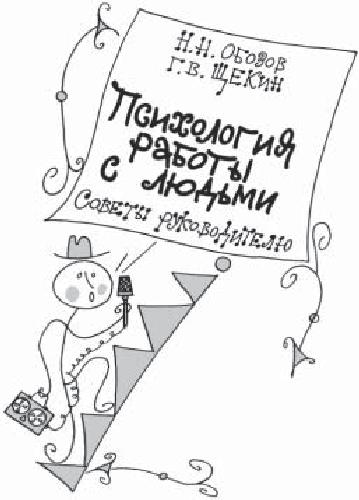 Н.Н. Обозов
Г.В. Щекин
Психология
работы
с людьми
Советы руководителю